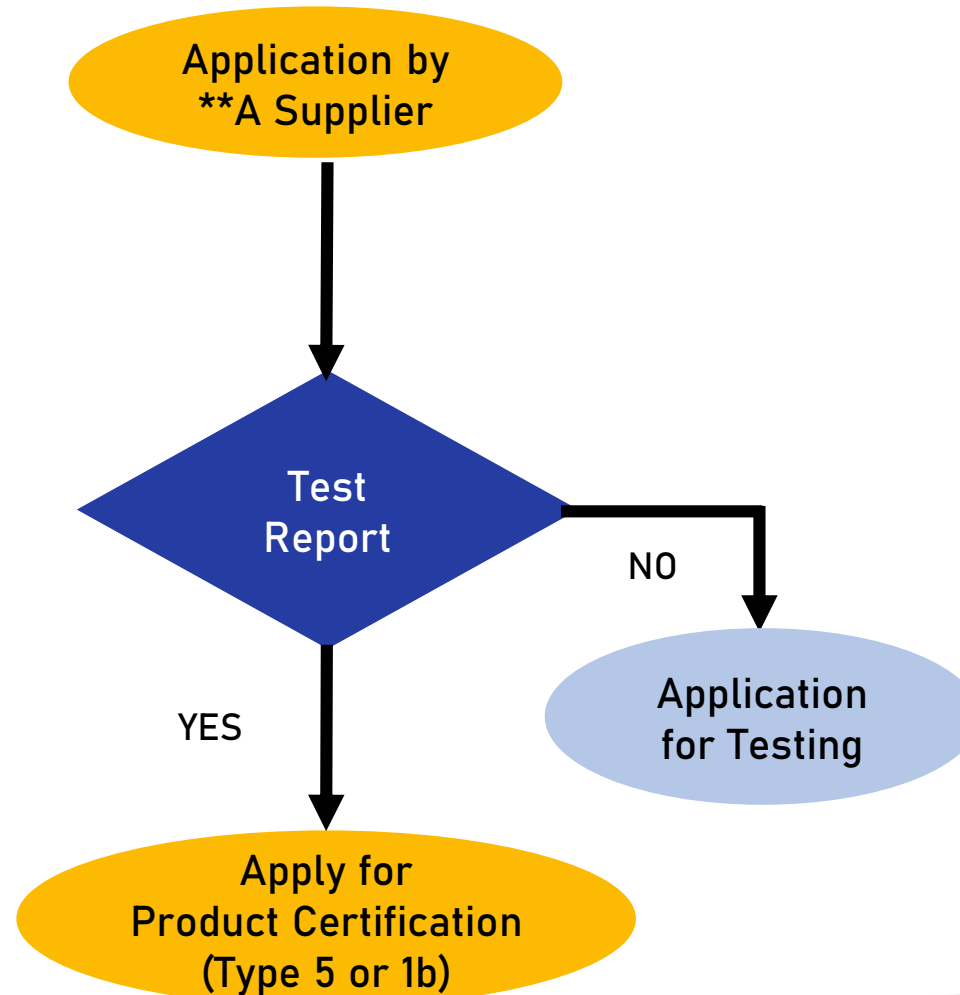 Application by
**A Supplier
Test
Report
NO
Application
for Testing
YES
Apply for
Product Certification
(Type 5 or 1b)